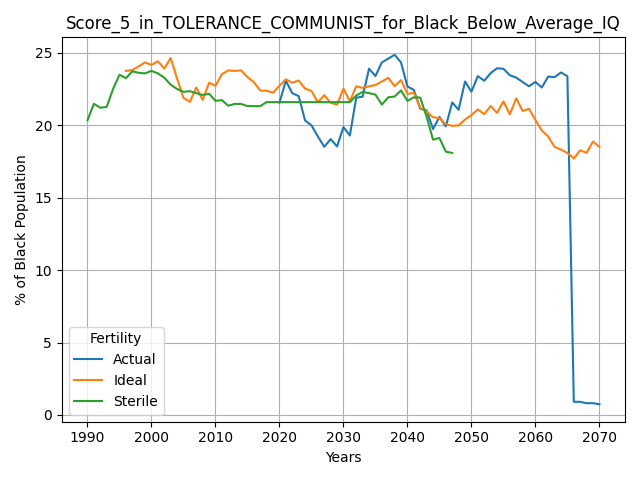 Score_5_in_TOLERANCE_COMMUNIST_for_Black_Below_Average_IQ
% of Black Population
25
20
15
10
5
0
Fertility
Actual
Ideal
Sterile
1990 2000 2010 2020 2030 2040 2050 2060 2070
Years